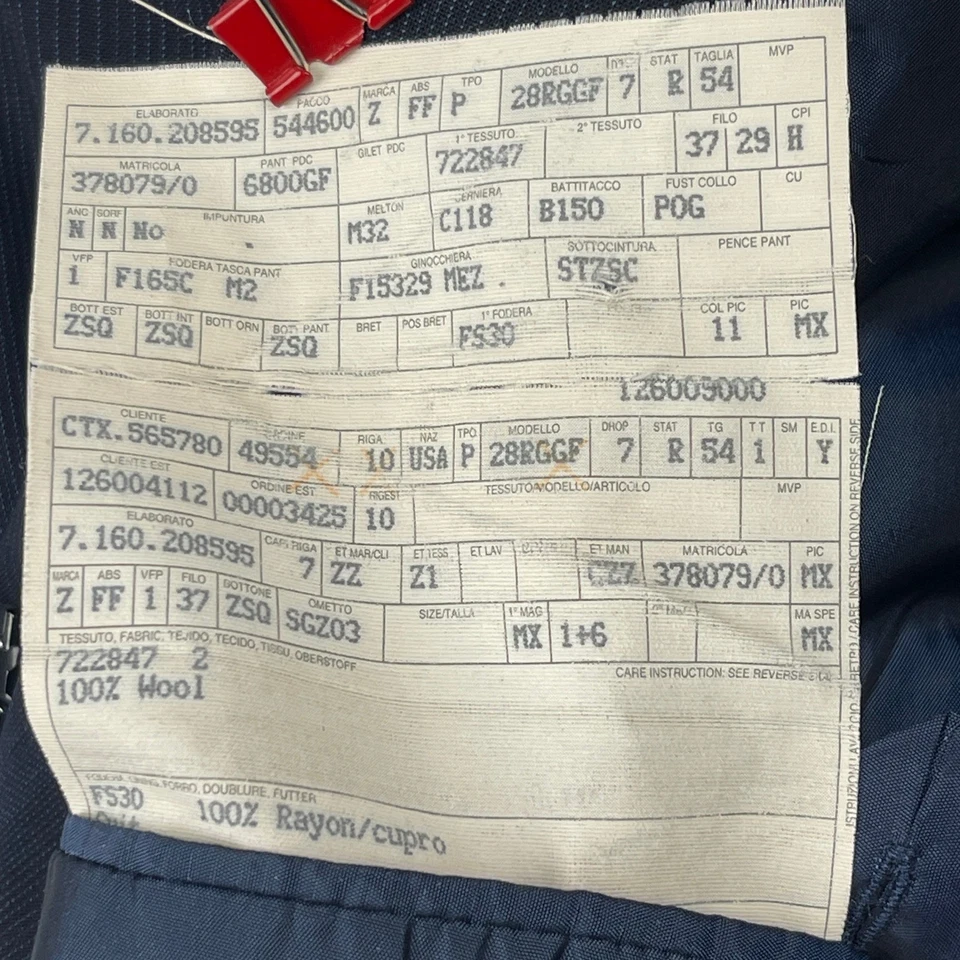 ELABORATO PACCO MARCA ABS TPO MODELLO STAT TAGLIA MVP
7.160.208595 544600 Z FF P 28RGGF 7 R 54
MATRICOLA PANT PDC GILET PDC 1° TESSUTO 2° TESSUTO FILO CPI
378079/0 6800GF 722847 37 29 H
ANC SORF IMPUNTURA MELTON CERNIERA BATTITACCO FUST COLLO CU
N N No M32 C118 B150 POG
VFP FODERA TASCA PANT GINOCCHIERA SOTTOCINTURA PENCE PANT
1 F165C M2 F15329 MEZ. STZSC
BOTT EST BOTT INT BOTT ORN BOTT PANT BRET POS BRET 1° FODERA COL PIC PIC
ZSQ ZSQ ZSQ FS30 11 MX
126009000
CLIENTE ORDINE RIGA NAZ TPO MODELLO DHOP STAT TG TT SM E.D.I.
CTX.565780 49554 10 USA P 28RGGF 7 R 54 1 Y
CLIENTE EST ORDINE EST RIGEST TESSUTO/MODELLO/ARTICOLO MVP
126004112 00003425 10
ELABORATO CAPI RIGA ET MAR/CLI ET TESS ET LAV ET MAN MATRICOLA PIC
7.160.208595 7 ZZ Z1 CZ7 378079/0 MX
MARCA ABS VFP FILO BOTTONE OMETTO SIZE/TALLA 1° MAG MA SPE
Z FF 1 37 ZSQ SGZ03 MX 1+6 MX
TESSUTO, FABRIC, TEJIDO, TECIDO, TISSU, OBERSTOFF
722847 2
100% Wool
CARE INSTRUCTION: SEE REVERSE SIDE
FODERA, LINING, FORRO, DOUBLURE, FUTTER
FS30 100% Rayon/cupro
RETRO / CARE INSTRUCTION ON REVERSE SIDE